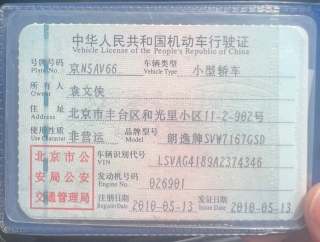 中华人民共和国机动车行驶证
Vehicle License of the People's Republic of China
号牌号码 京N5AV66 车辆类型 小型轿车
Plate No. Vehicle Type
所有人 袁文侠
Owner
住址 北京市丰台区和光里小区11-2-902号
Address
使用性质 非营运 品牌型号 朗逸牌SVW7167GSD
Use Character Model
北京市公安局公安交通管理局
车辆识别代号 LSVAG4189A2374346
VIN
发动机号码 026901
Engine No.
注册日期 2010-05-13 发证日期 2010-05-13
Register Date Issue Date